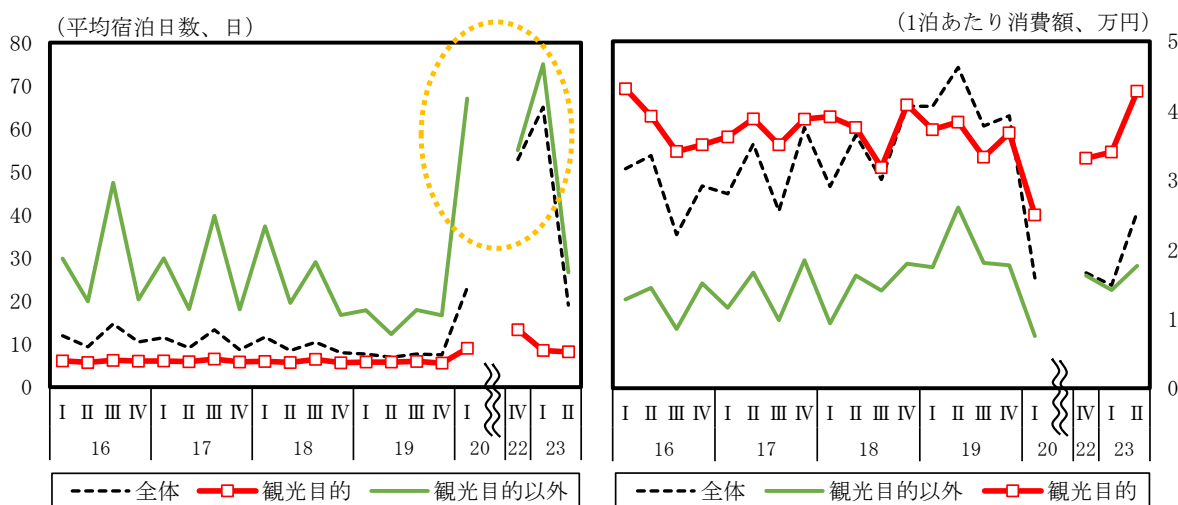 （平均宿泊日数、日）
80
70
60
50
40
30
20
10
0
Ⅰ Ⅱ Ⅲ Ⅳ Ⅰ Ⅱ Ⅲ Ⅳ Ⅰ Ⅱ Ⅲ Ⅳ Ⅰ Ⅱ Ⅲ Ⅳ Ⅰ Ⅳ Ⅰ Ⅱ
16 17 18 19 20 22 23
全体 観光目的 観光目的以外
（1泊あたり消費額、万円）
5
4
3
2
1
0
Ⅰ Ⅱ Ⅲ Ⅳ Ⅰ Ⅱ Ⅲ Ⅳ Ⅰ Ⅱ Ⅲ Ⅳ Ⅰ Ⅱ Ⅲ Ⅳ Ⅰ Ⅳ Ⅰ Ⅱ
16 17 18 19 20 22 23
全体 観光目的以外 観光目的